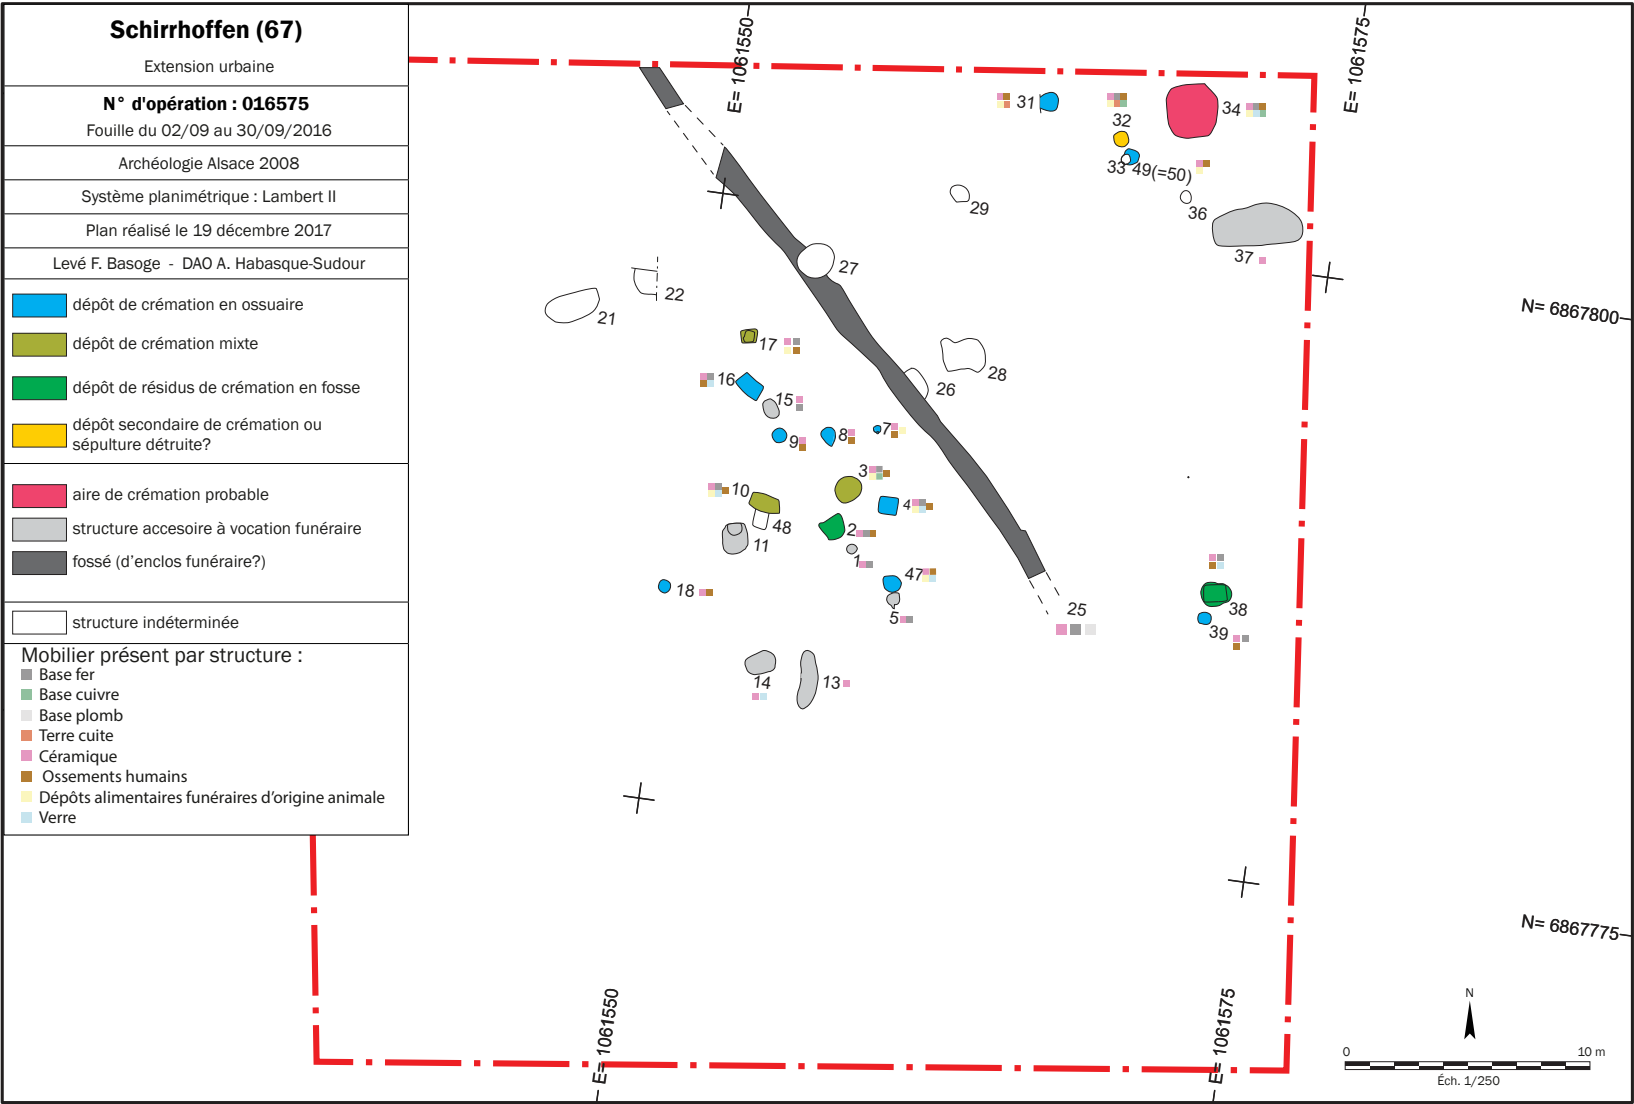 Schirrhoffen (67)
Extension urbaine
N° d'opération : 016575
Fouille du 02/09 au 30/09/2016
Archéologie Alsace 2008
Système planimétrique : Lambert II
Plan réalisé le 19 décembre 2017
Levé F. Basoge - DAO A. Habasque-Sudour
dépôt de crémation en ossuaire
dépôt de crémation mixte
dépôt de résidus de crémation en fosse
dépôt secondaire de crémation ou
sépulture détruite?
aire de crémation probable
structure accesoire à vocation funéraire
fossé (d'enclos funéraire?)
structure indéterminée
Mobilier présent par structure :
Base fer
Base cuivre
Base plomb
Terre cuite
Céramique
Ossements humains
Dépôts alimentaires funéraires d'origine animale
Verre
E= 1061550
E= 1061575
31
32
34
33 49(=50)
29
36
37
27
22
21
N= 6867800
17
28
16
26
15
9
8
7
3
10
4
48
2
11
1
47
18
5
25
38
39
14
13
N= 6867775
E= 1061550
E= 1061575
N
0
10 m
Éch. 1/250